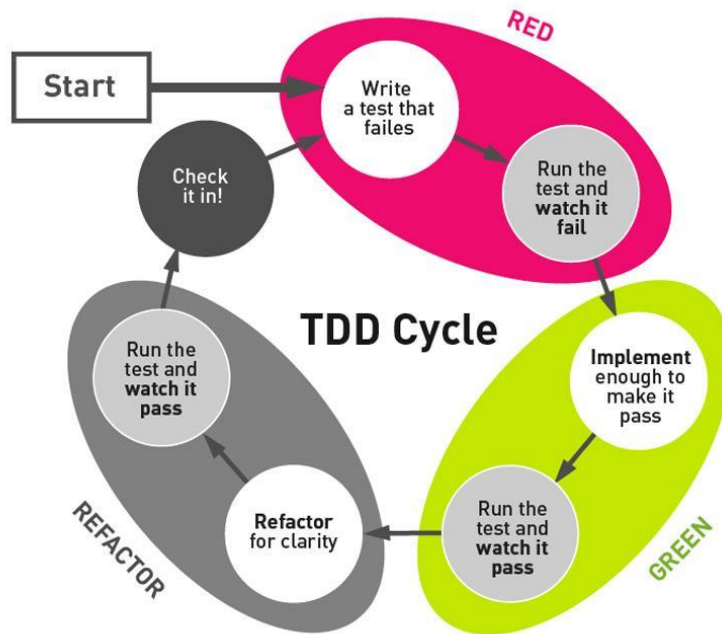 RED
Start
Write
a test that
failes
Check
it in!
Run the
test and
watch it
fail
TDD Cycle
Implement
enough to
make it
pass
Run the
test and
watch it
pass
GREEN
Refactor
for clarity
Run the
test and
watch it
pass
REFACTOR